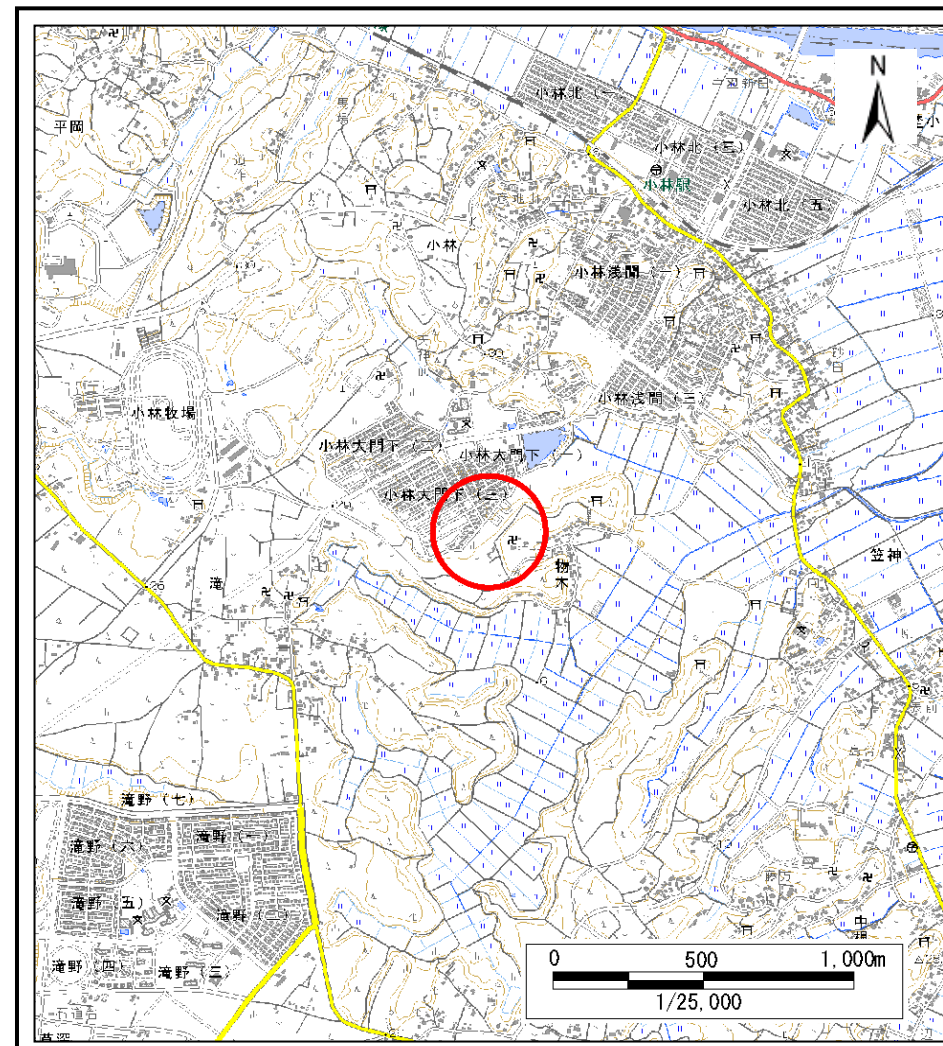 平岡
小林北（一）
N
小林北（三）
小林駅
小林北（五）
小林
小林浅間（一）
小林牧場
小林浅間（三）
小林大門下（二）
小林大門下（一）
小林大門下（三）
物木
笠神
滝
滝野（七）
滝野（六）
滝野（一）
滝野（五）
滝野（二）
滝野（四）
滝野（三）
中根
0 500 1,000m
1/25,000